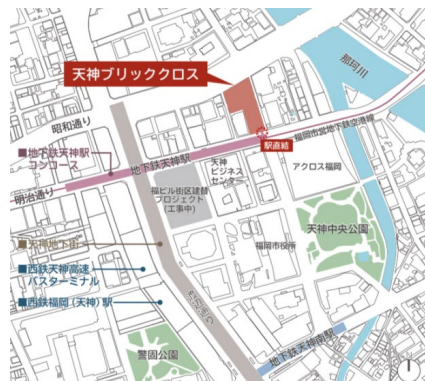 天神ブリッククロス
那珂川
昭和通り
■地下鉄天神駅
コンコース
地下鉄天神駅
駅直結
福岡市営地下鉄空港線
明治通り
天神
ビジネス
センター
アクロス福岡
福ビル街区建替
プロジェクト
(工事中)
天神中央公園
■天神地下街
福岡市役所
■西鉄天神高速
バスターミナル
■西鉄福岡(天神)駅
渡辺通り
地下鉄天神南駅
警固公園